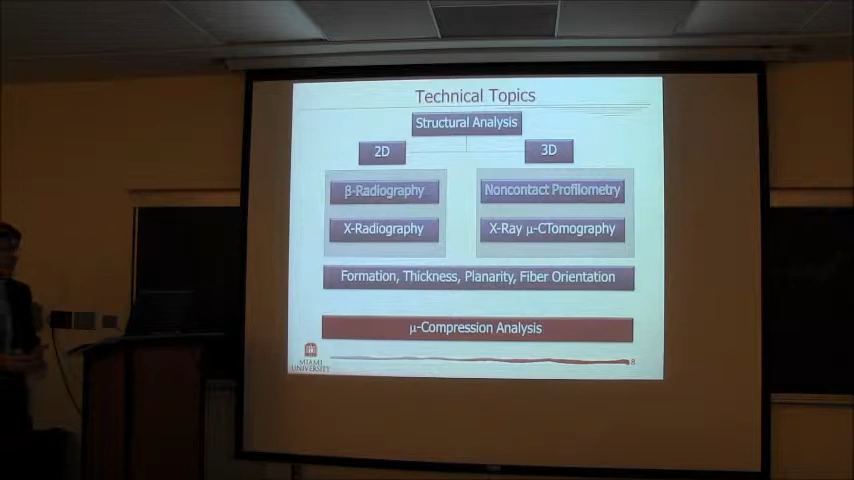 Technical Topics
Structural Analysis
2D
3D
β-Radiography
Noncontact Profilometry
X-Radiography
X-Ray μ-CTomography
Formation, Thickness, Planarity, Fiber Orientation
μ-Compression Analysis
MIAMI
UNIVERSITY
8